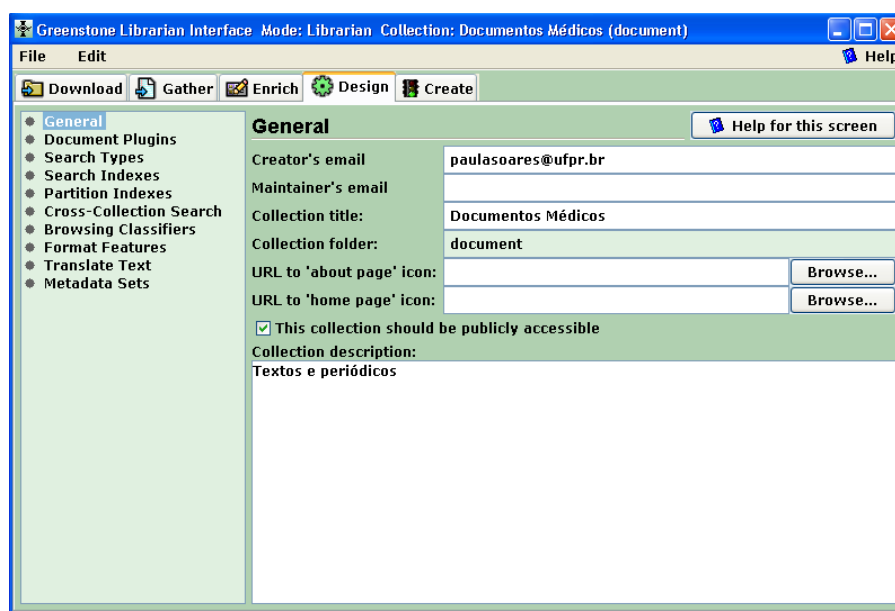 Greenstone Librarian Interface Mode: Librarian Collection: Documentos Médicos (document)
File Edit Help
Download Gather Enrich Design Create
General
Document Plugins
Search Types
Search Indexes
Partition Indexes
Cross-Collection Search
Browsing Classifiers
Format Features
Translate Text
Metadata Sets
General Help for this screen
Creator's email paulasoares@ufpr.br
Maintainer's email
Collection title: Documentos Médicos
Collection folder: document
URL to 'about page' icon: Browse...
URL to 'home page' icon: Browse...
This collection should be publicly accessible
Collection description:
Textos e periódicos